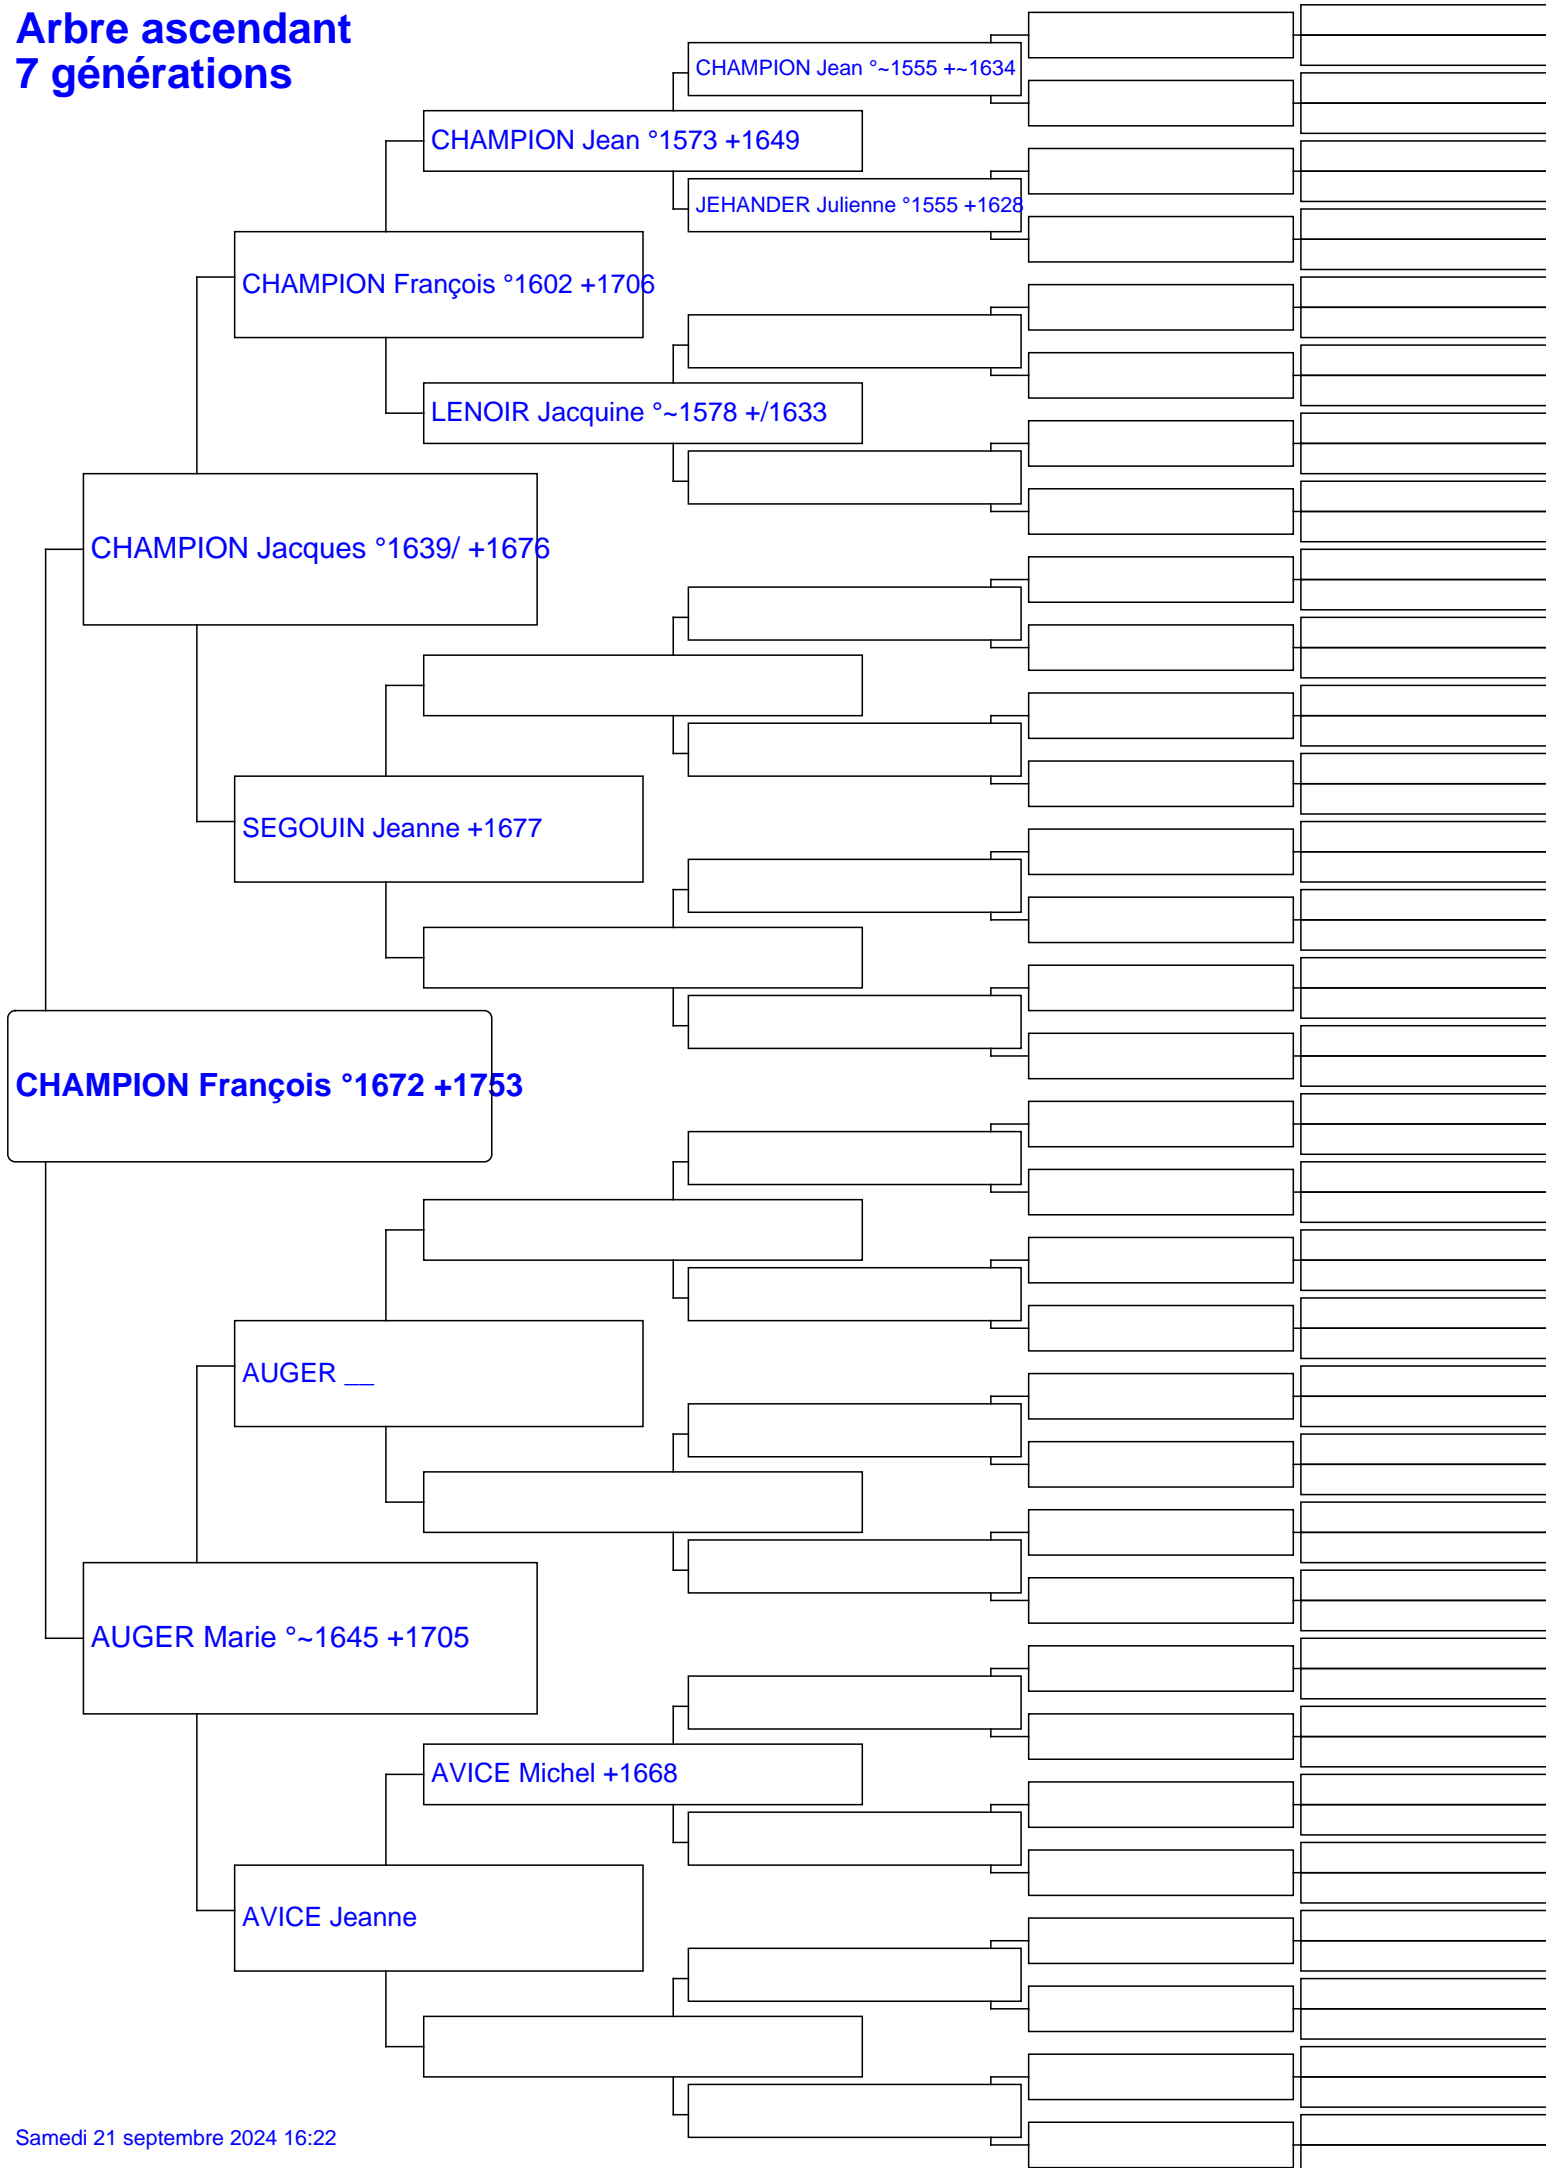 Arbre ascendant
7 générations
CHAMPION Jean °~1555 +~1634
CHAMPION Jean °1573 +1649
JEHANDER Julienne °1555 +1628
CHAMPION François °1602 +1706
LENOIR Jacquine °~1578 +/1633
CHAMPION Jacques °1639/ +1676
SEGOUIN Jeanne +1677
CHAMPION François °1672 +1753
AUGER __
AUGER Marie °~1645 +1705
AVICE Michel +1668
AVICE Jeanne
Samedi 21 septembre 2024 16:22